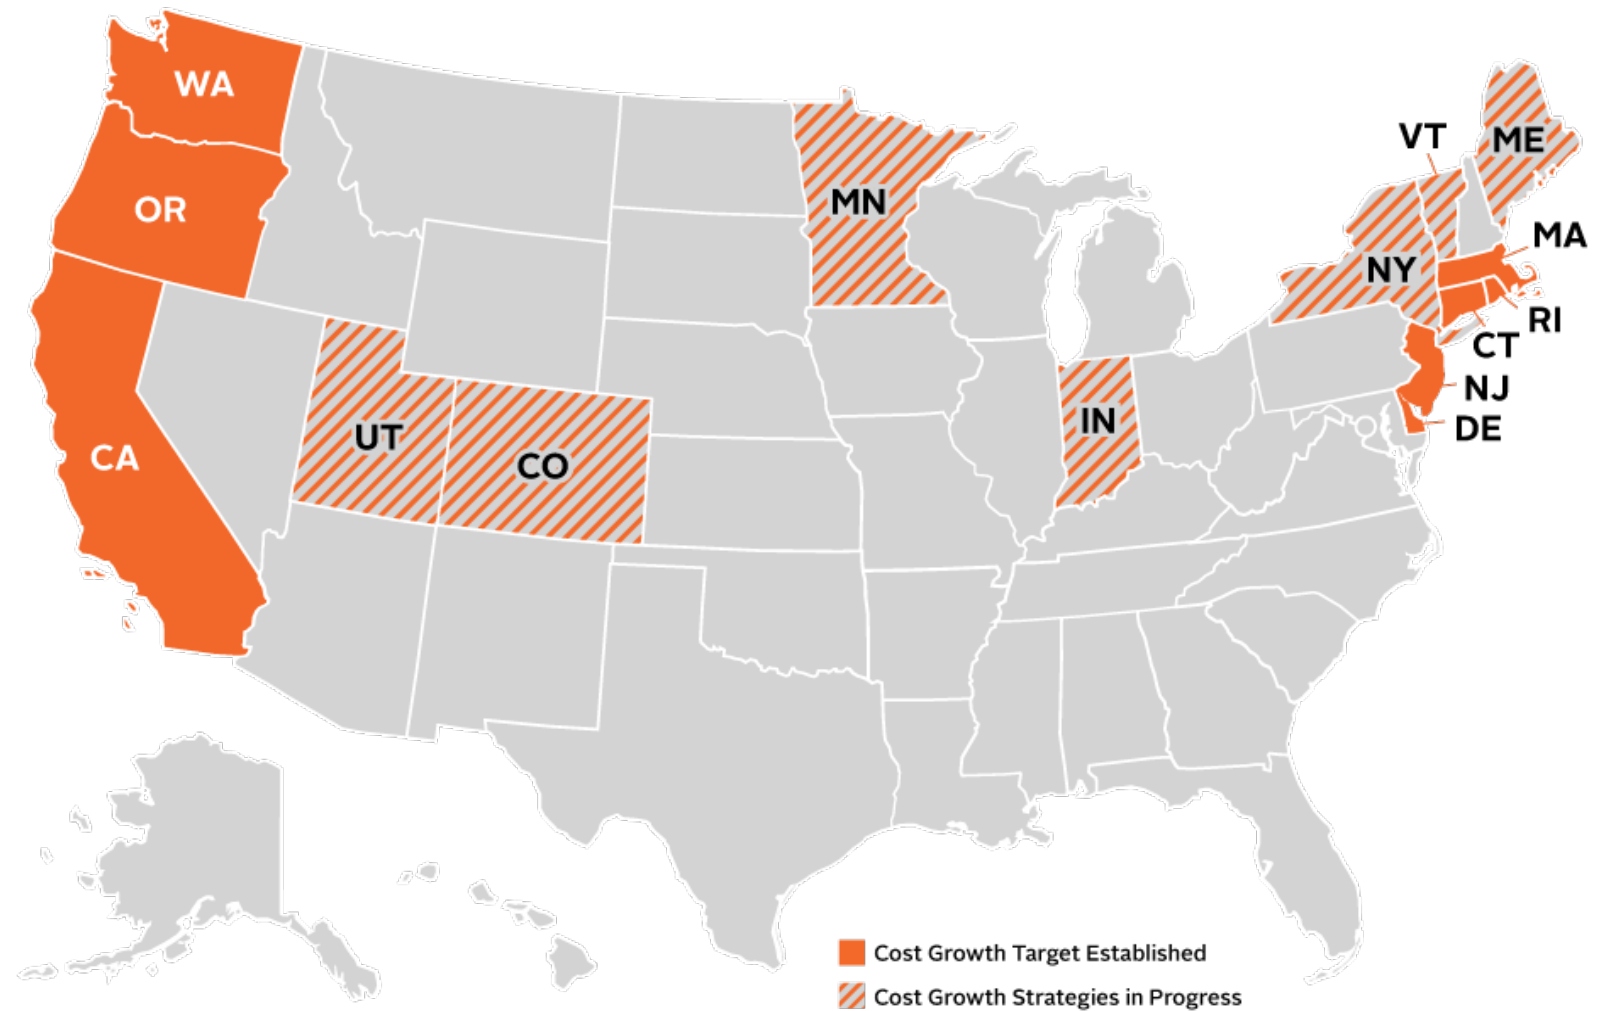 WA
OR
CA
UT
CO
MN
IN
VT
ME
NY
MA
RI
CT
NJ
DE
Cost Growth Target Established
Cost Growth Strategies in Progress